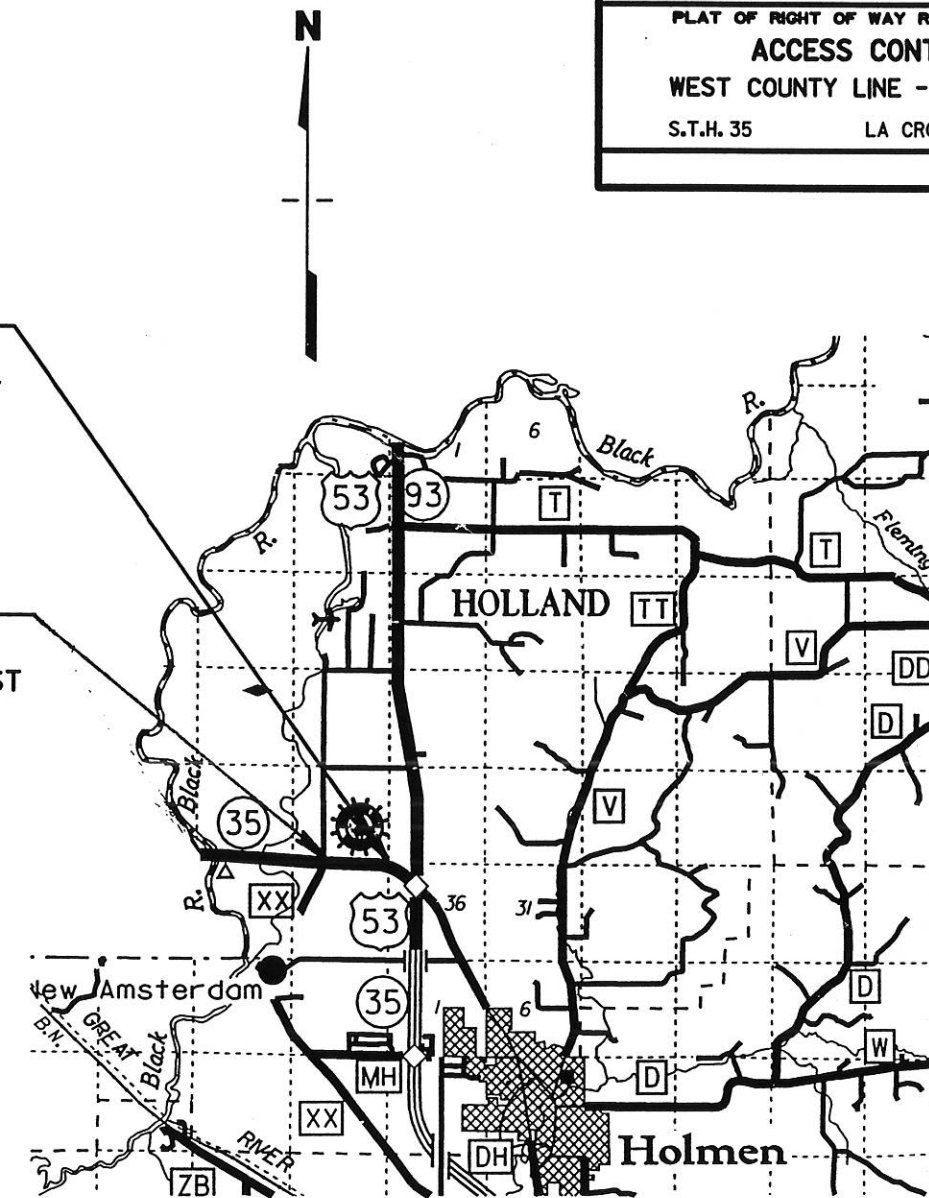 PLAT OF RIGHT OF WAY R
ACCESS CONT
WEST COUNTY LINE -
S.T.H. 35 LA CRO
N
R.
6
1
Black
53
93
T
R.
T
Fleming
HOLLAND
TT
V
DD
ST
D
Black
35
V
R.
XX
53
36
31
New Amsterdam
35
1
6
D
B.N.
GREAT
Black
MH
D
W
XX
RIVER
DH
Holmen
ZB